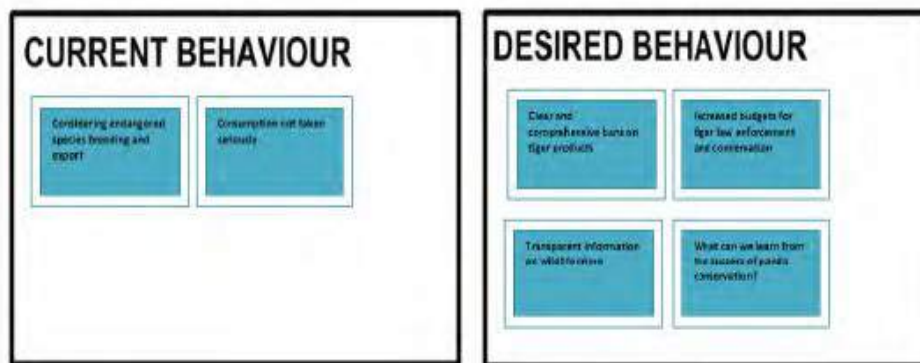 CURRENT BEHAVIOUR
Considering endangered
species breeding and
export
Consumption not taken
seriously
DESIRED BEHAVIOUR
Clear and
comprehensive bans on
tiger products
Increased budgets for
tiger law enforcement
and conservation
Transparent information
on wildlife crime
What can we learn from
the success of panda
conservation?